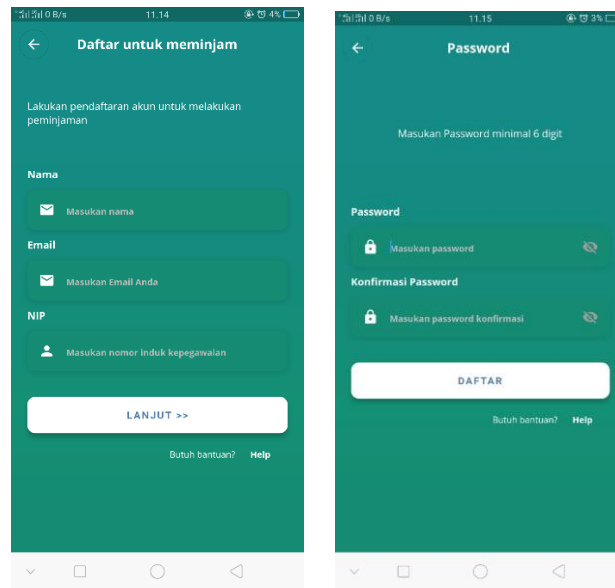 0 B/s 11.14 4%
Daftar untuk meminjam
Lakukan pendaftaran akun untuk melakukan
peminjaman
Nama
Masukan nama
Email
Masukan Email Anda
NIP
Masukan nomor induk kepegawaian
LANJUT >>
Butuh bantuan? Help
0 B/s 11.15 3%
Password
Masukan Password minimal 6 digit
Password
Masukan password
Konfirmasi Password
Masukan password konfirmasi
DAFTAR
Butuh bantuan? Help